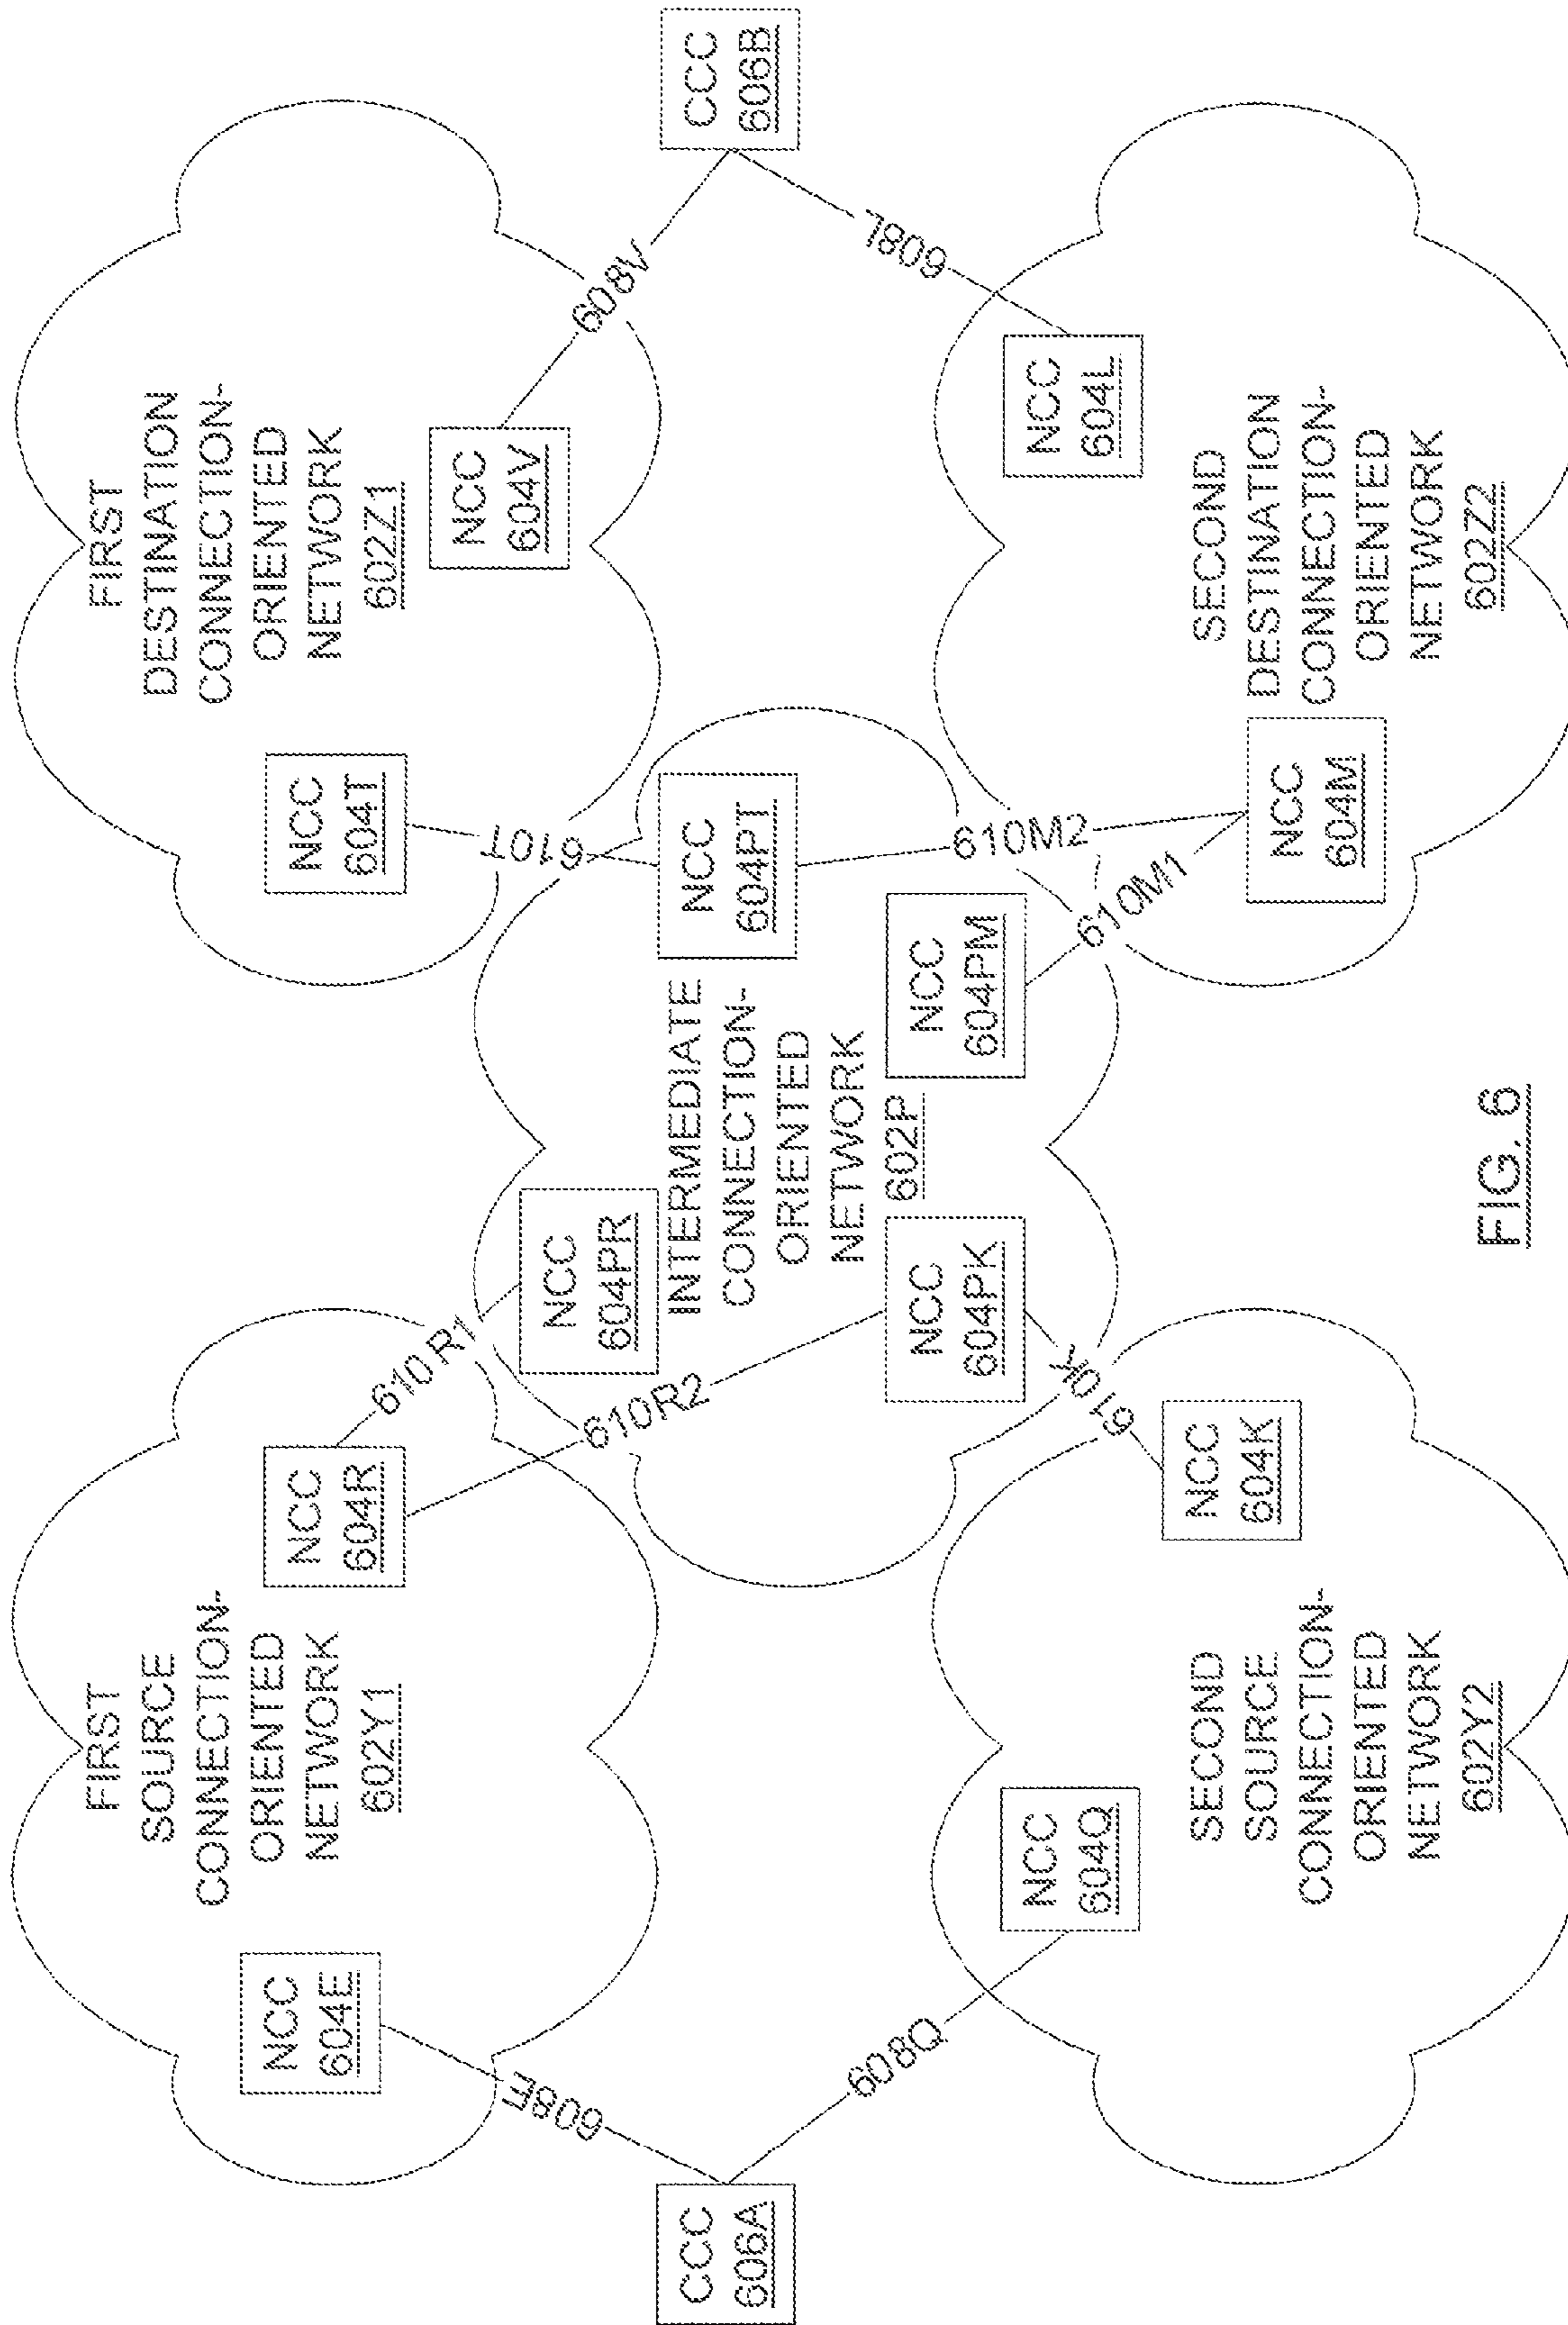 FIRST
SOURCE
CONNECTION-
ORIENTED
NETWORK
602Y1
NCC
604E
NCC
604R
FIRST
DESTINATION
CONNECTION-
ORIENTED
NETWORK
602Z1
NCC
604T
NCC
604V
610R1
610T
608V
608E
NCC
604PR
610R2
CCC
606A
INTERMEDIATE
CONNECTION-
ORIENTED
NETWORK
602P
NCC
604PT
CCC
606B
608Q
NCC
604PK
NCC
604PM
610M2
608L
610K
610M1
NCC
604Q
NCC
604K
SECOND
SOURCE
CONNECTION-
ORIENTED
NETWORK
602Y2
NCC
604M
NCC
604L
SECOND
DESTINATION
CONNECTION-
ORIENTED
NETWORK
602Z2
FIG. 6